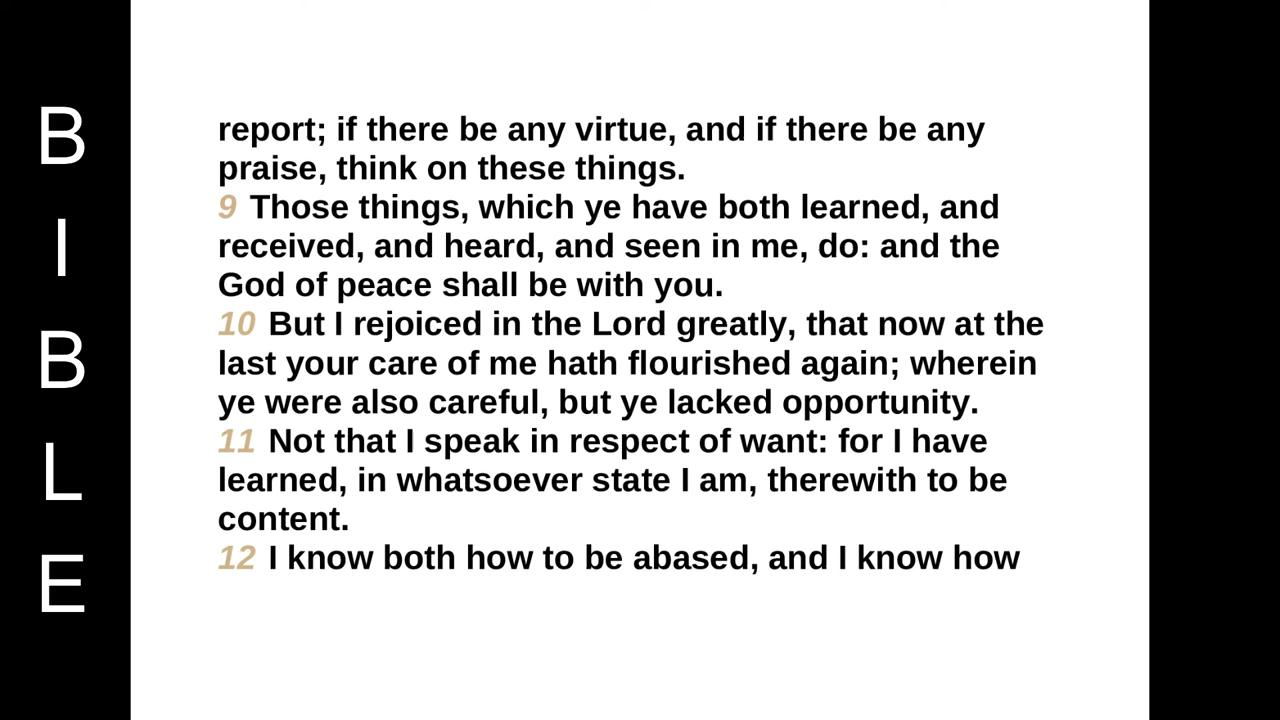 BIBLE
report; if there be any virtue, and if there be any
praise, think on these things.
9 Those things, which ye have both learned, and
received, and heard, and seen in me, do: and the
God of peace shall be with you.
10 But I rejoiced in the Lord greatly, that now at the
last your care of me hath flourished again; wherein
ye were also careful, but ye lacked opportunity.
11 Not that I speak in respect of want: for I have
learned, in whatsoever state I am, therewith to be
content.
12 I know both how to be abased, and I know how